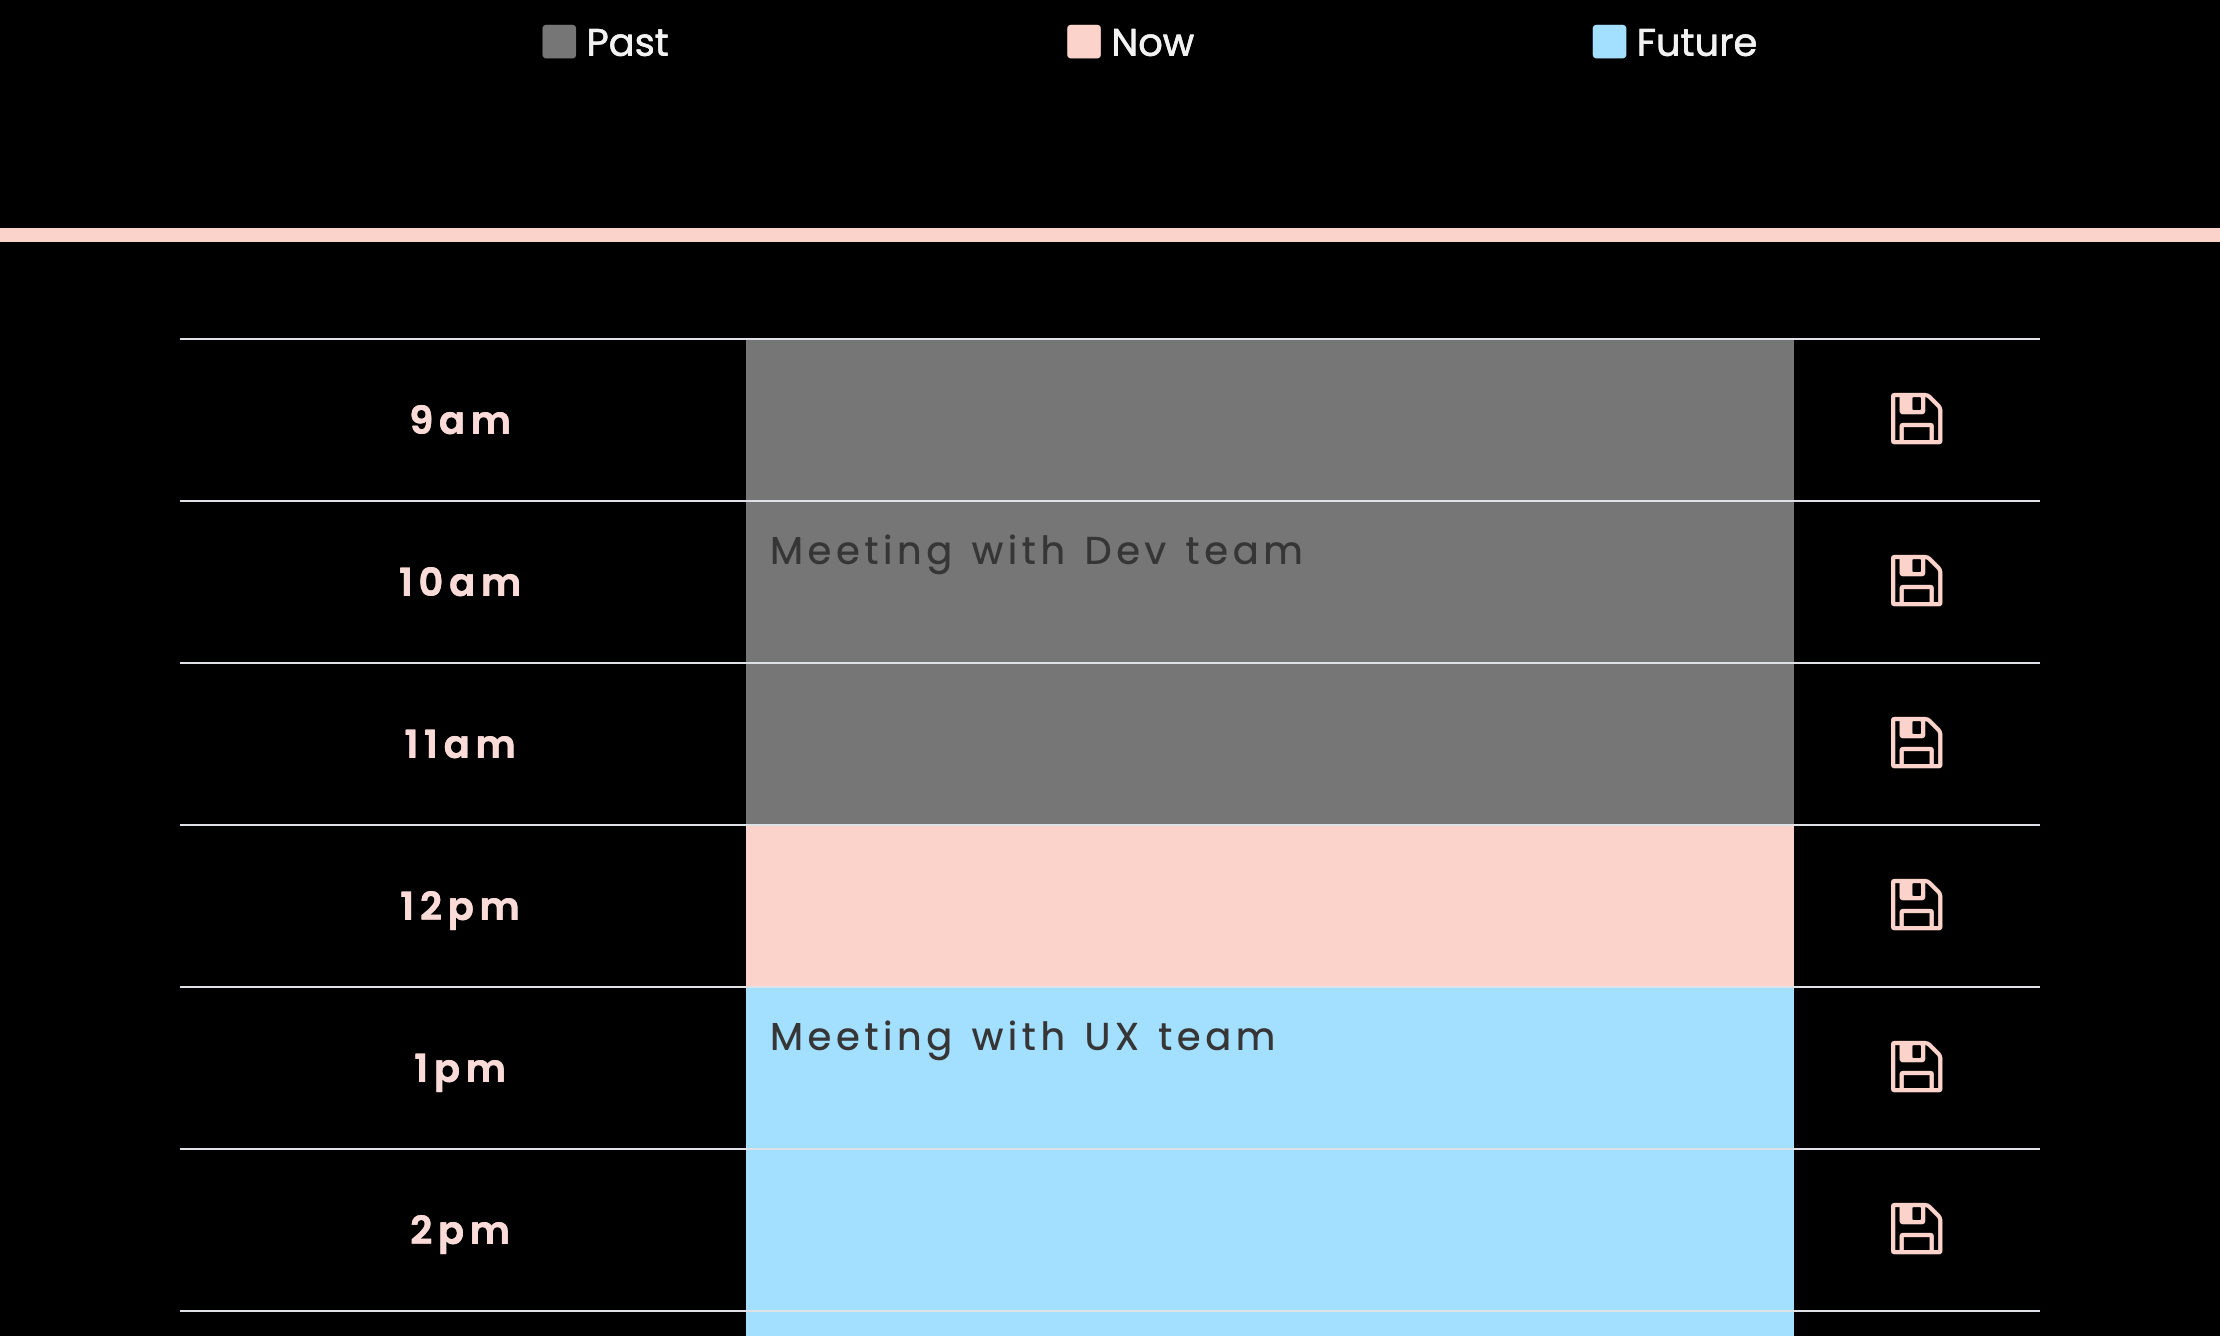 Past Now Future
9am
10am Meeting with Dev team
11am
12pm
1pm Meeting with UX team
2pm